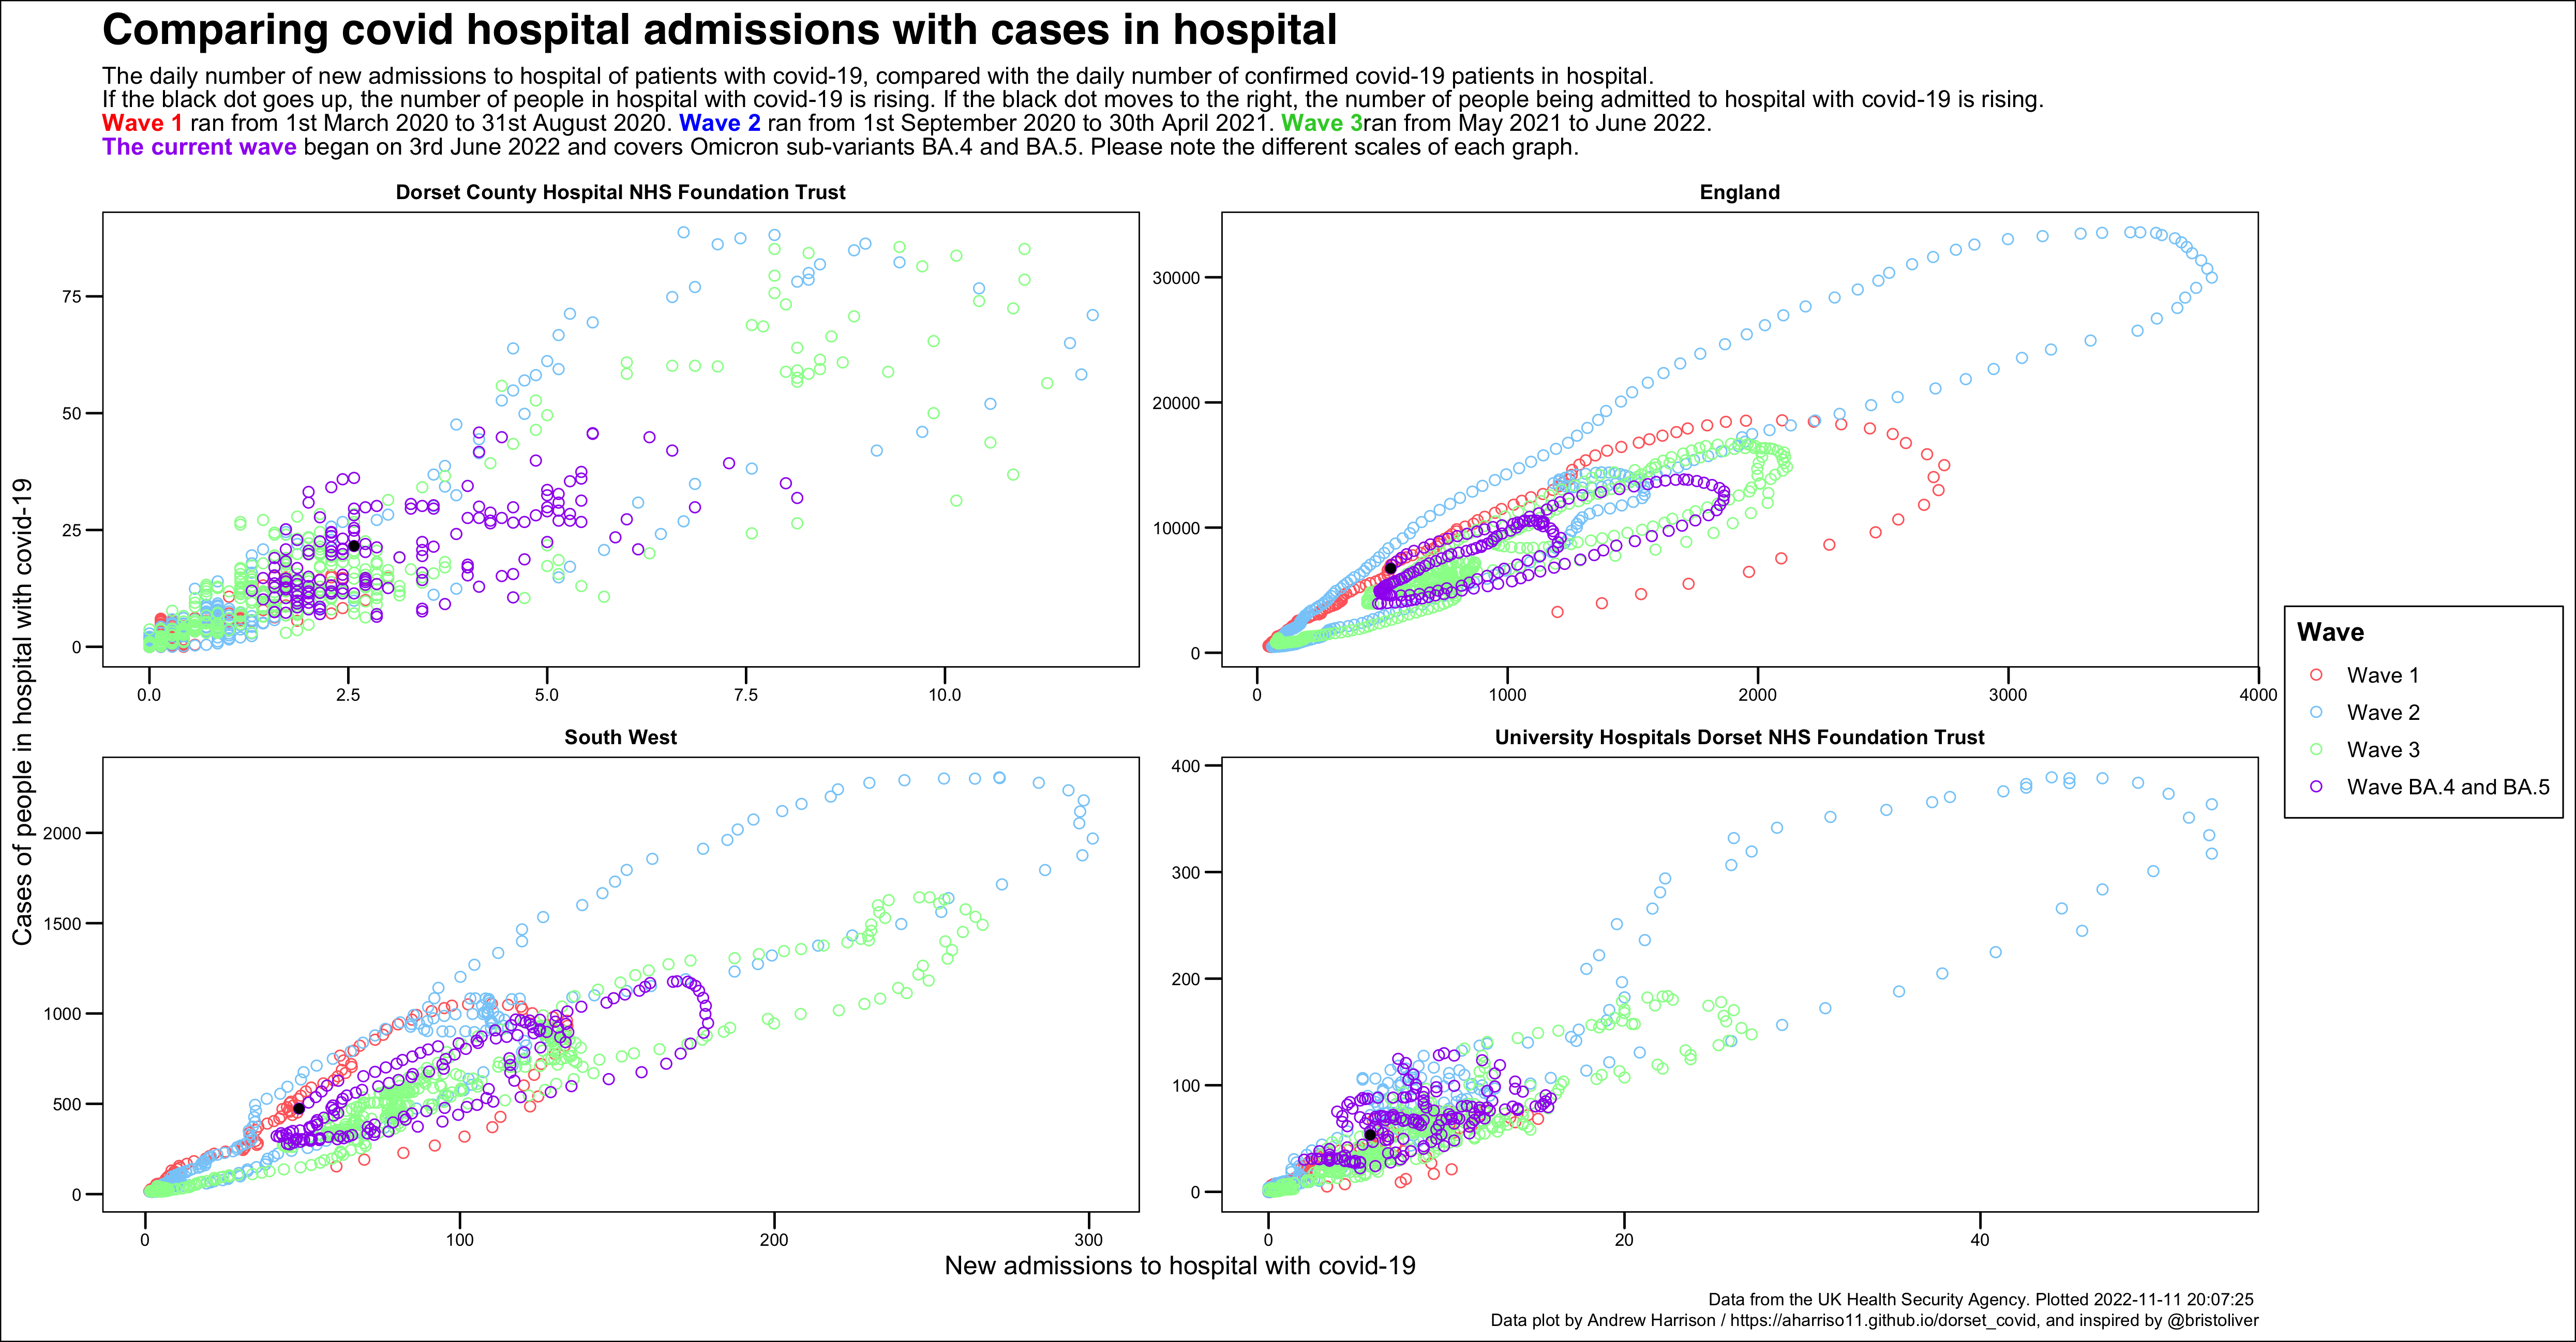 Comparing covid hospital admissions with cases in hospital
The daily number of new admissions to hospital of patients with covid-19, compared with the daily number of confirmed covid-19 patients in hospital.
If the black dot goes up, the number of people in hospital with covid-19 is rising. If the black dot moves to the right, the number of people being admitted to hospital with covid-19 is rising.
Wave 1 ran from 1st March 2020 to 31st August 2020. Wave 2 ran from 1st September 2020 to 30th April 2021. Wave 3ran from May 2021 to June 2022.
The current wave began on 3rd June 2022 and covers Omicron sub-variants BA.4 and BA.5. Please note the different scales of each graph.
Cases of people in hospital with covid-19
Dorset County Hospital NHS Foundation Trust
75
50
25
0
0.0 2.5 5.0 7.5 10.0
England
30000
20000
10000
0
0 1000 2000 3000 4000
South West
2000
1500
1000
500
0
0 100 200 300
University Hospitals Dorset NHS Foundation Trust
400
300
200
100
0
0 20 40
New admissions to hospital with covid-19
Wave
Wave 1
Wave 2
Wave 3
Wave BA.4 and BA.5
Data from the UK Health Security Agency. Plotted 2022-11-11 20:07:25
Data plot by Andrew Harrison / https://aharriso11.github.io/dorset_covid, and inspired by @bristoliver